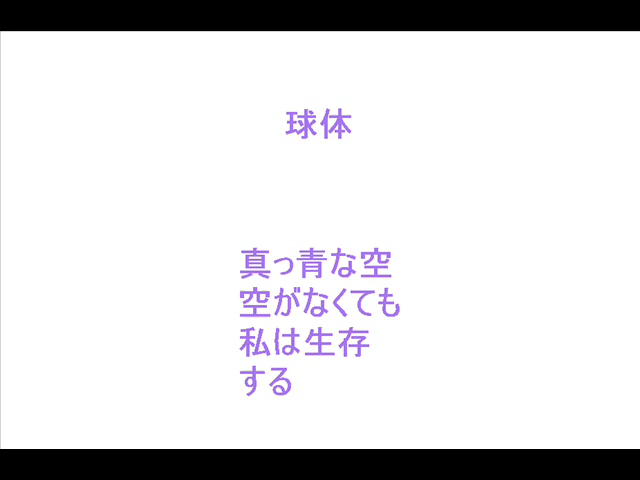 球体
真っ青な空
空がなくても
私は生存
する